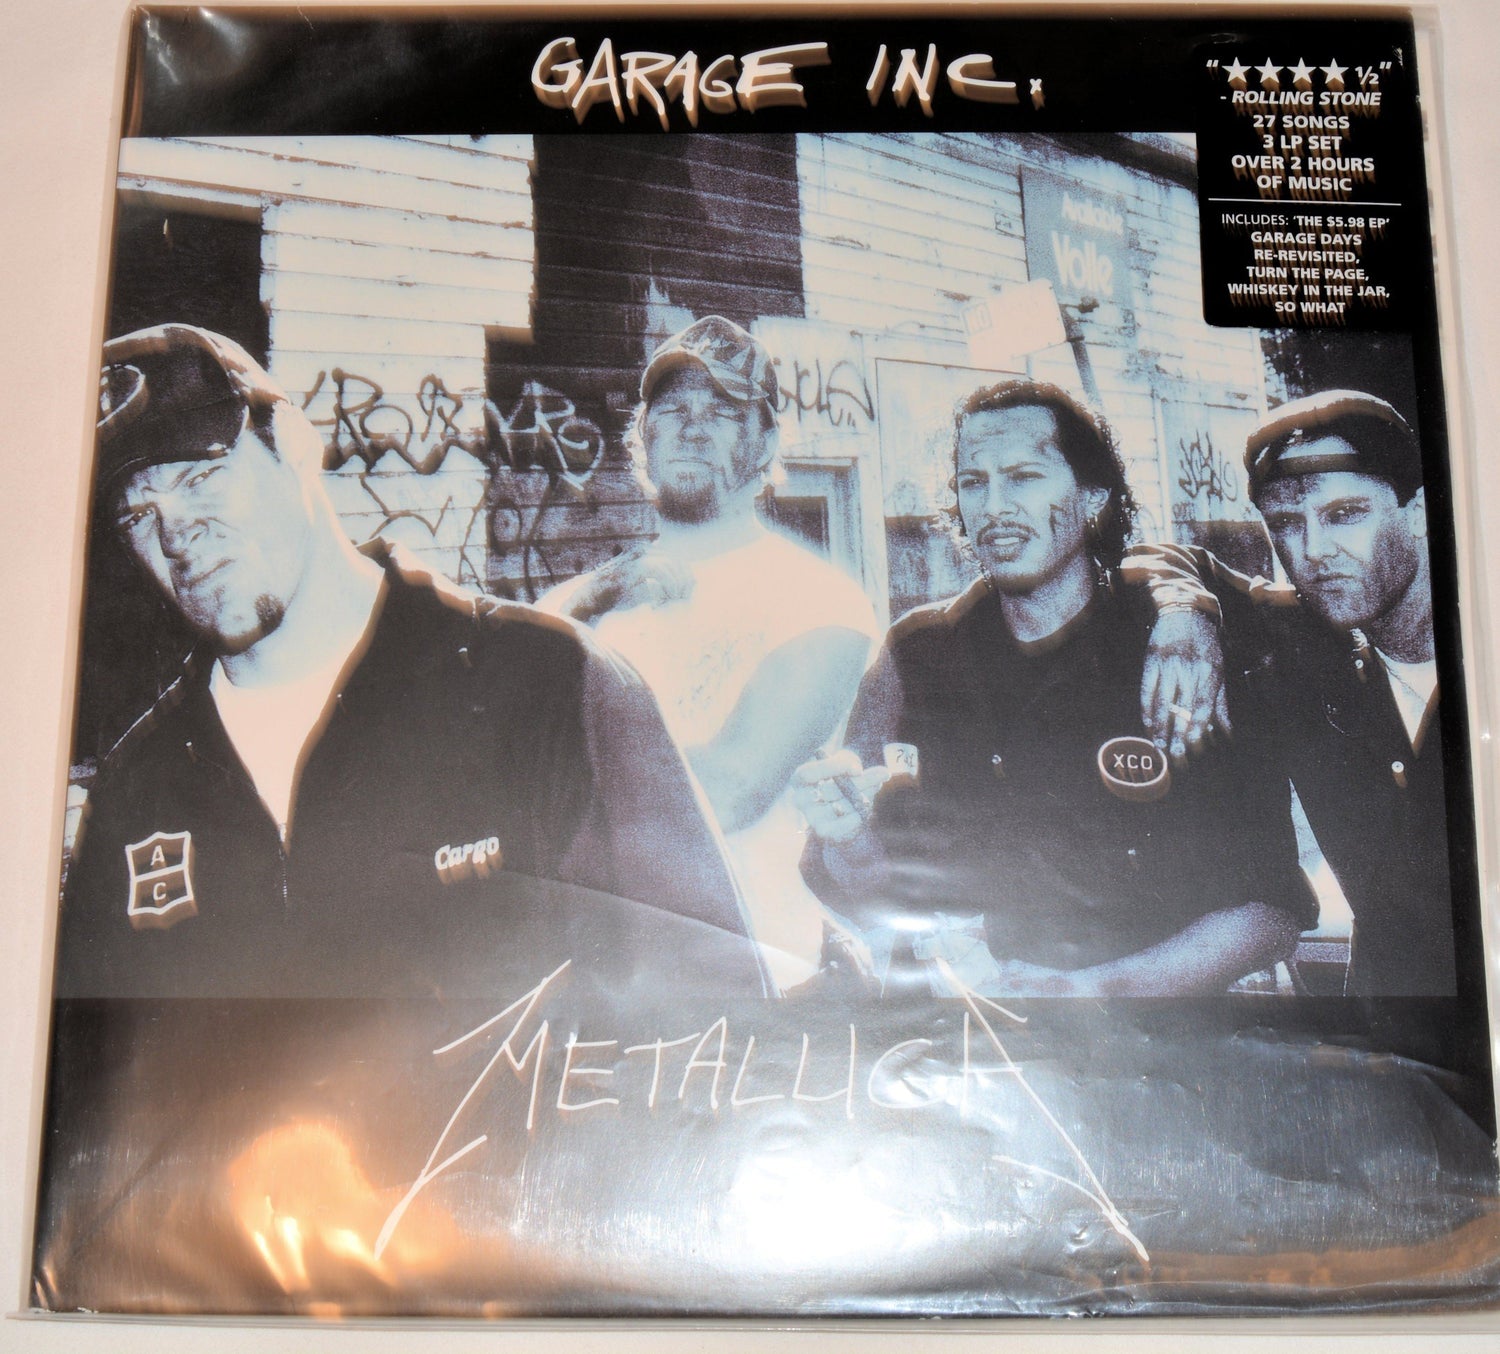 GARAGE INC.
"★★★★ ½"
- ROLLING STONE
27 SONGS
3 LP SET
OVER 2 HOURS
OF MUSIC
INCLUDES: 'THE $5.98 EP'
GARAGE DAYS
RE-REVISITED,
TURN THE PAGE,
WHISKEY IN THE JAR,
SO WHAT
Available
Volle
XCO
A
C
Cargo
METALLICA